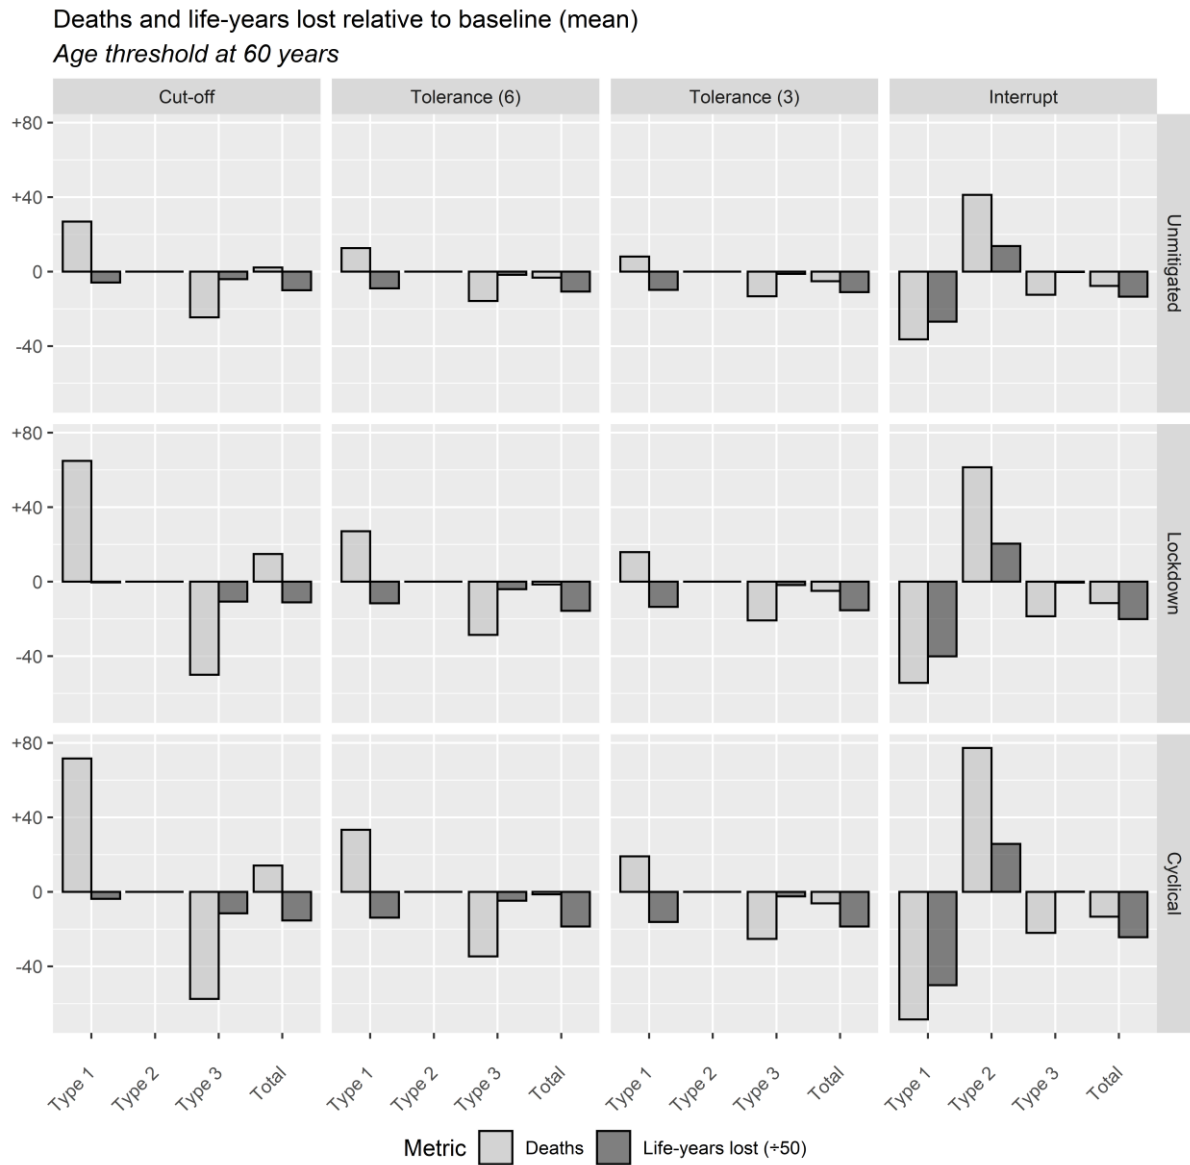 Deaths and life-years lost relative to baseline (mean)
Age threshold at 60 years
Cut-off
Tolerance (6)
Tolerance (3)
Interrupt
+80
+40
0
-40
Unmitigated
+80
+40
0
-40
Lockdown
+80
+40
0
-40
Cyclical
Type 1
Type 2
Type 3
Total
Type 1
Type 2
Type 3
Total
Type 1
Type 2
Type 3
Total
Type 1
Type 2
Type 3
Total
Metric
Deaths
Life-years lost (÷50)